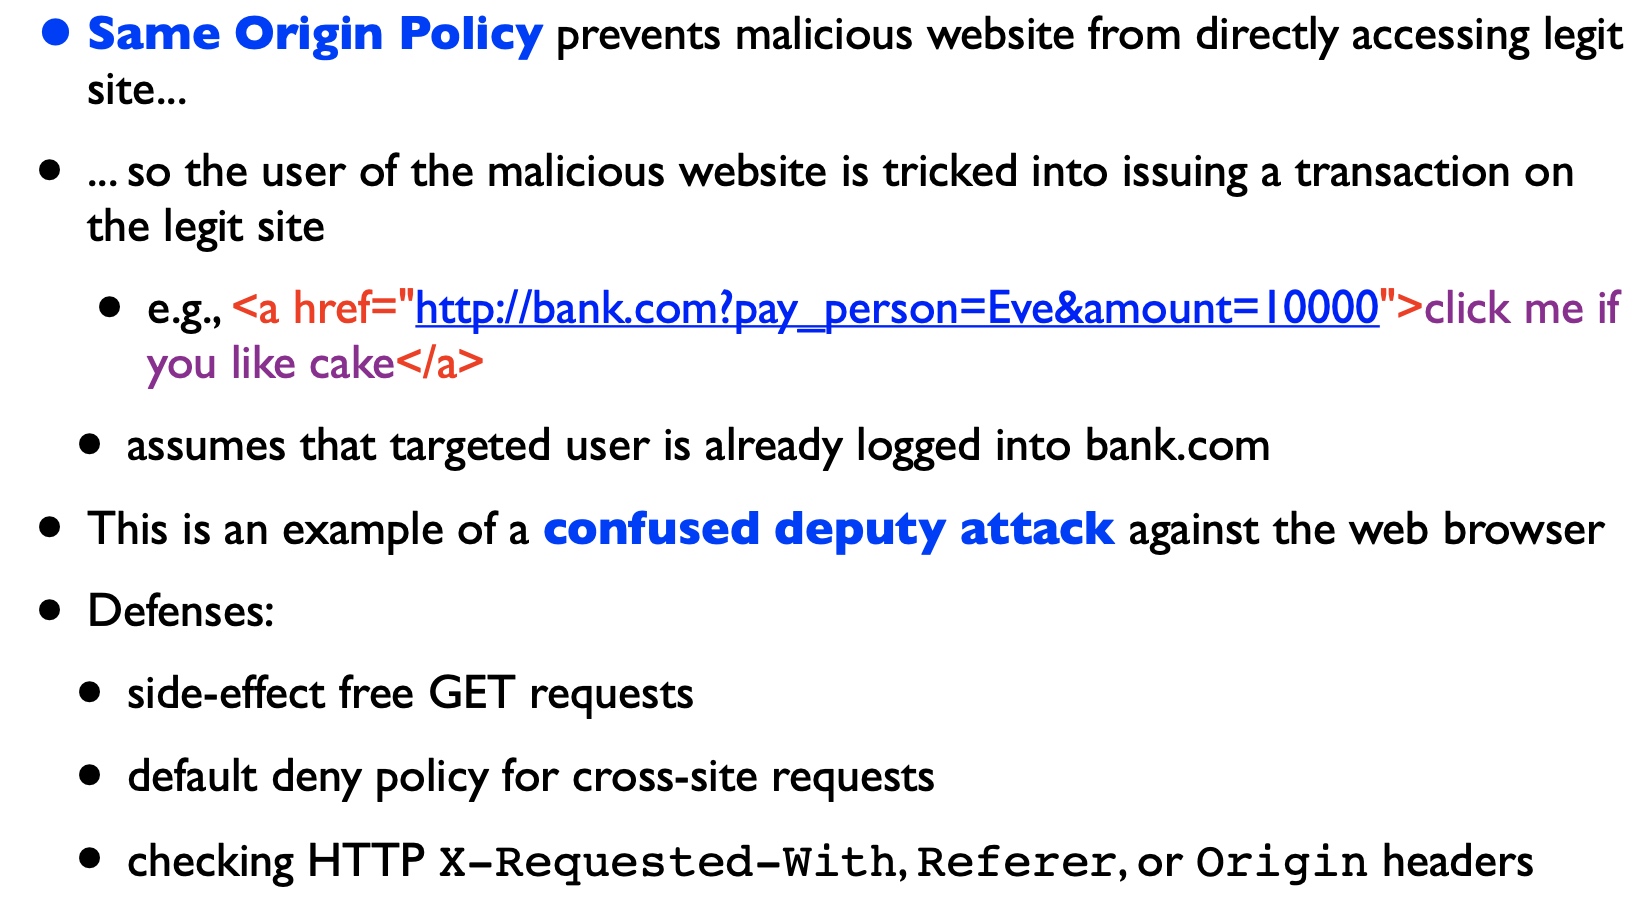 • Same Origin Policy prevents malicious website from directly accessing legit
site...
• ... so the user of the malicious website is tricked into issuing a transaction on
the legit site
• e.g., <a href="http://bank.com?pay_person=Eve&amount=10000">click me if
you like cake</a>
• assumes that targeted user is already logged into bank.com
• This is an example of a confused deputy attack against the web browser
• Defenses:
• side-effect free GET requests
• default deny policy for cross-site requests
• checking HTTP X-Requested-With, Referer, or Origin headers